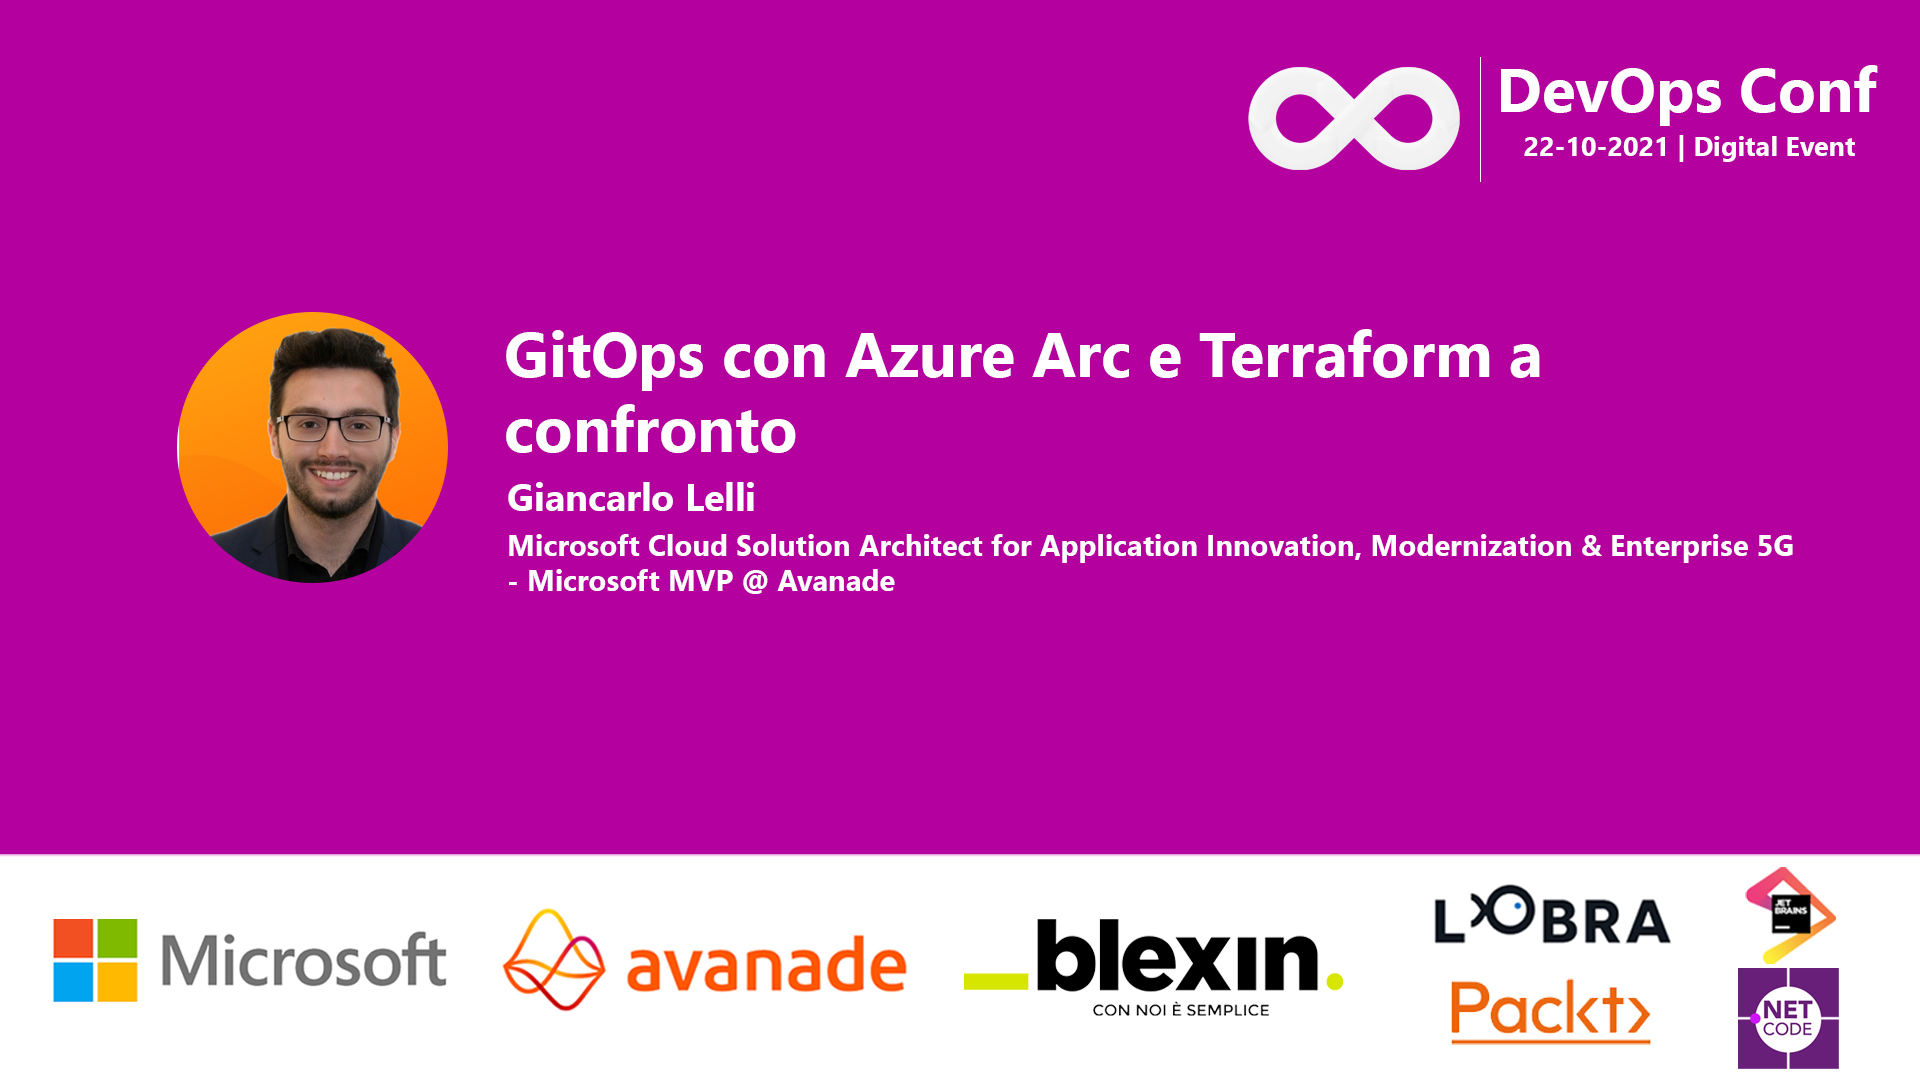 DevOps Conf
22-10-2021 | Digital Event
GitOps con Azure Arc e Terraform a
confronto
Giancarlo Lelli
Microsoft Cloud Solution Architect for Application Innovation, Modernization & Enterprise 5G
- Microsoft MVP @ Avanade
Microsoft
avanade
_blexın.
CON NOI È SEMPLICE
LOBRA
Packt>
JET
BRAINS
.NET
CODE